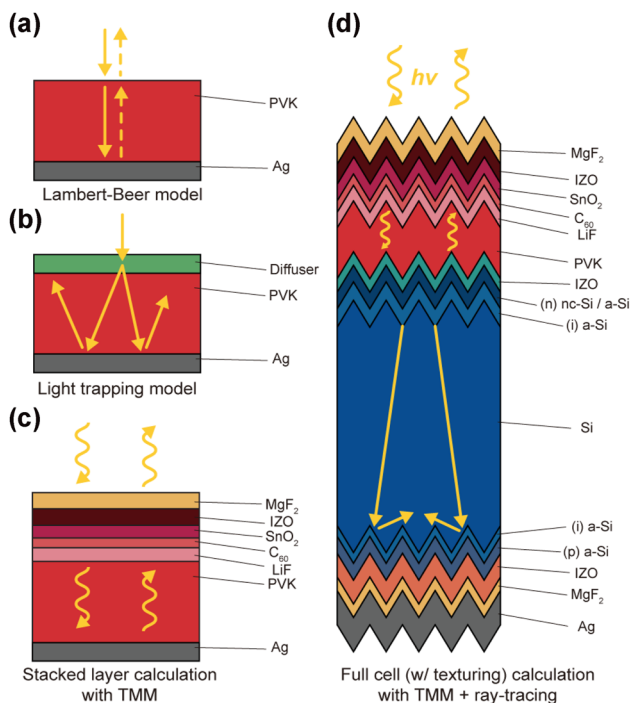 (a)
PVK
Ag
Lambert-Beer model
(b)
Diffuser
PVK
Ag
Light trapping model
(c)
MgF₂
IZO
SnO₂
C₆₀
LiF
PVK
Ag
Stacked layer calculation
with TMM
(d)
hv
MgF₂
IZO
SnO₂
C₆₀
LiF
PVK
IZO
(n) nc-Si / a-Si
(i) a-Si
Si
(i) a-Si
(p) a-Si
IZO
MgF₂
Ag
Full cell (w/ texturing) calculation
with TMM + ray-tracing